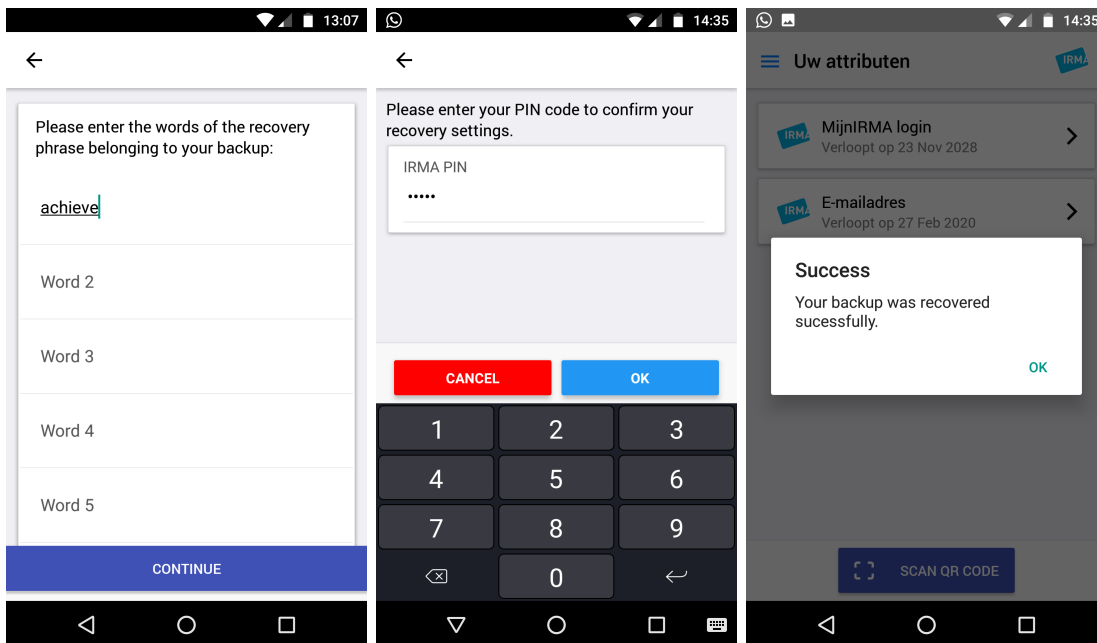 13:07
Please enter the words of the recovery
phrase belonging to your backup:
achieve
Word 2
Word 3
Word 4
Word 5
CONTINUE
14:35
Please enter your PIN code to confirm your
recovery settings.
IRMA PIN
•••••
CANCEL
OK
1 2 3
4 5 6
7 8 9
0
14:35
Uw attributen
IRMA
IRMA
MijnIRMA login
Verloopt op 23 Nov 2028
IRMA
E-mailadres
Verloopt op 27 Feb 2020
Success
Your backup was recovered
sucessfully.
OK
SCAN QR CODE